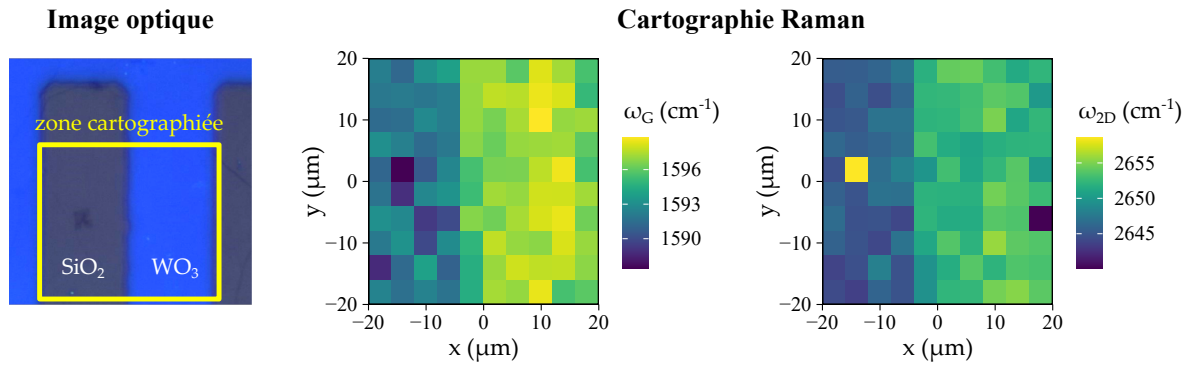 Image optique
Cartographie Raman
zone cartographiée
SiO2
WO3
20
10
0
−10
−20
y (µm)
−20
−10
0
10
20
x (µm)
ωG (cm-1)
1596
1593
1590
20
10
0
−10
−20
y (µm)
−20
−10
0
10
20
x (µm)
ω2D (cm-1)
2655
2650
2645